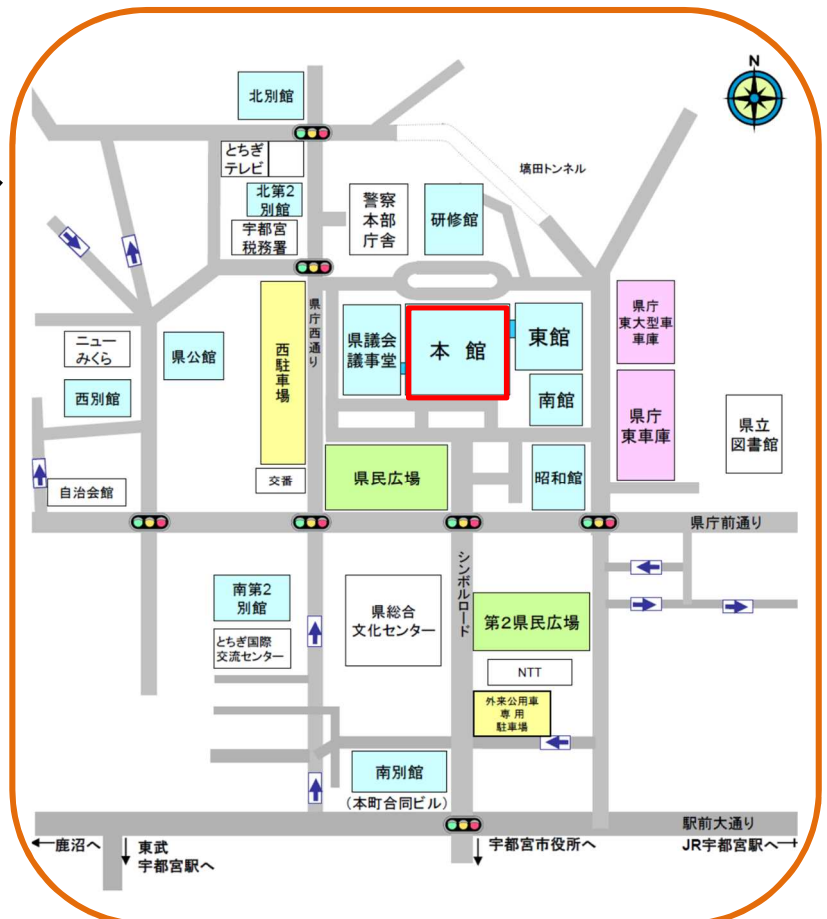 N
北別館
とちぎ
テレビ
塙田トンネル
北第2
別館
警察
本部
庁舎
研修館
宇都宮
税務署
県庁西通り
県庁
東大型車
車庫
ニュー
みくら
県公館
西駐車場
県議会
議事堂
本 館
東館
西別館
南館
県庁
東車庫
県立
図書館
県民広場
昭和館
交番
自治会館
県庁前通り
シンボルロード
南第2
別館
県総合
文化センター
第2県民広場
とちぎ国際
交流センター
NTT
外来公用車
専 用
駐車場
南別館
(本町合同ビル)
駅前大通り
鹿沼へ
東武
宇都宮駅へ
宇都宮市役所へ
JR宇都宮駅へ